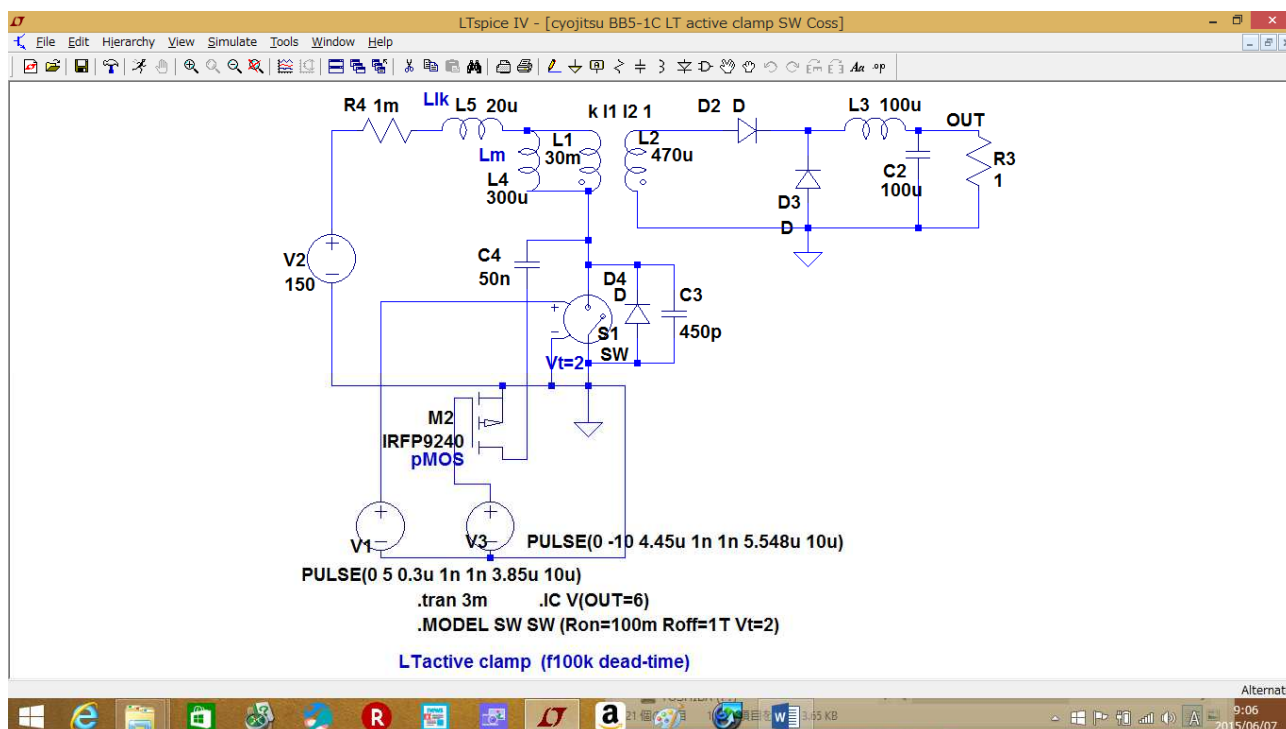 LTspice IV - [cyojitsu BB5-1C LT active clamp SW Coss]
File Edit Hierarchy View Simulate Tools Window Help
R4 1m
Llk L5 20u
k l1 l2 1
D2 D
L3 100u
OUT
Lm
L1
30m
L4
300u
L2
470u
D3
D
C2
100u
R3
1
V2
150
C4
50n
D4
D
C3
450p
S1
SW
Vt=2
M2
IRFP9240
pMOS
V1
V3
PULSE(0 -10 4.45u 1n 1n 5.548u 10u)
PULSE(0 5 0.3u 1n 1n 3.85u 10u)
.tran 3m .IC V(OUT=6)
.MODEL SW SW (Ron=100m Roff=1T Vt=2)
LTactive clamp (f100k dead-time)
Alternat
3.65 KB
A
9:06
2015/06/07